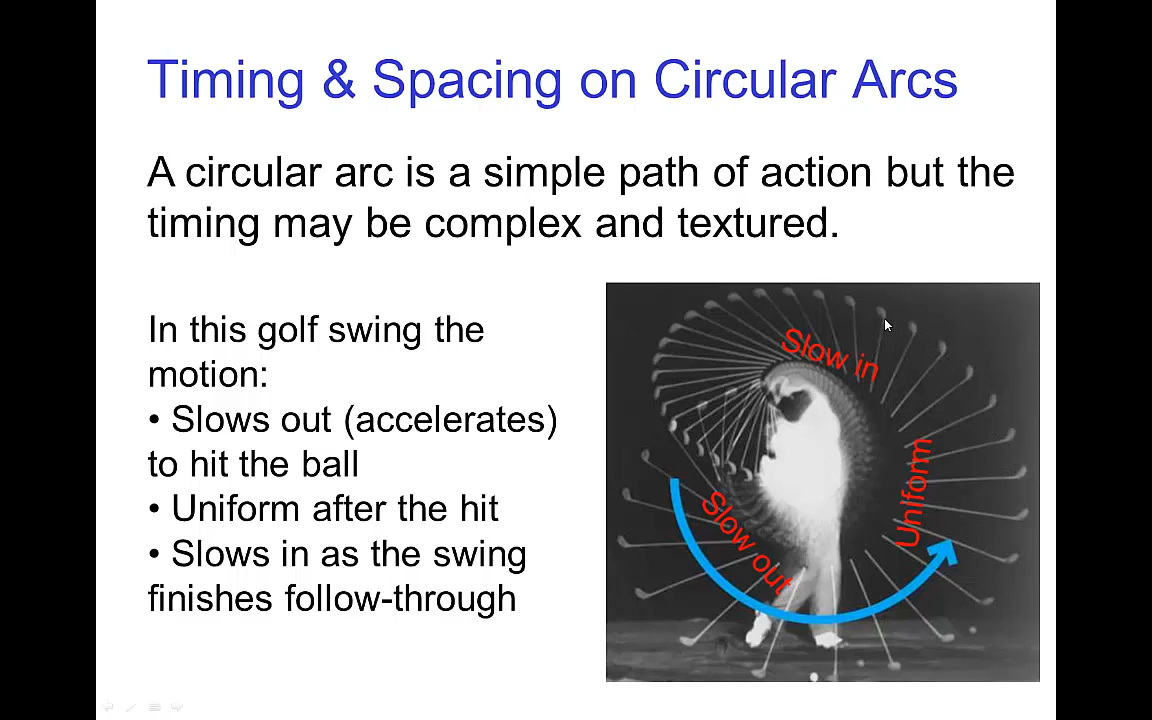 Timing & Spacing on Circular Arcs
A circular arc is a simple path of action but the
timing may be complex and textured.
In this golf swing the
motion:
• Slows out (accelerates)
to hit the ball
• Uniform after the hit
• Slows in as the swing
finishes follow-through
Slow in
Uniform
Slow out